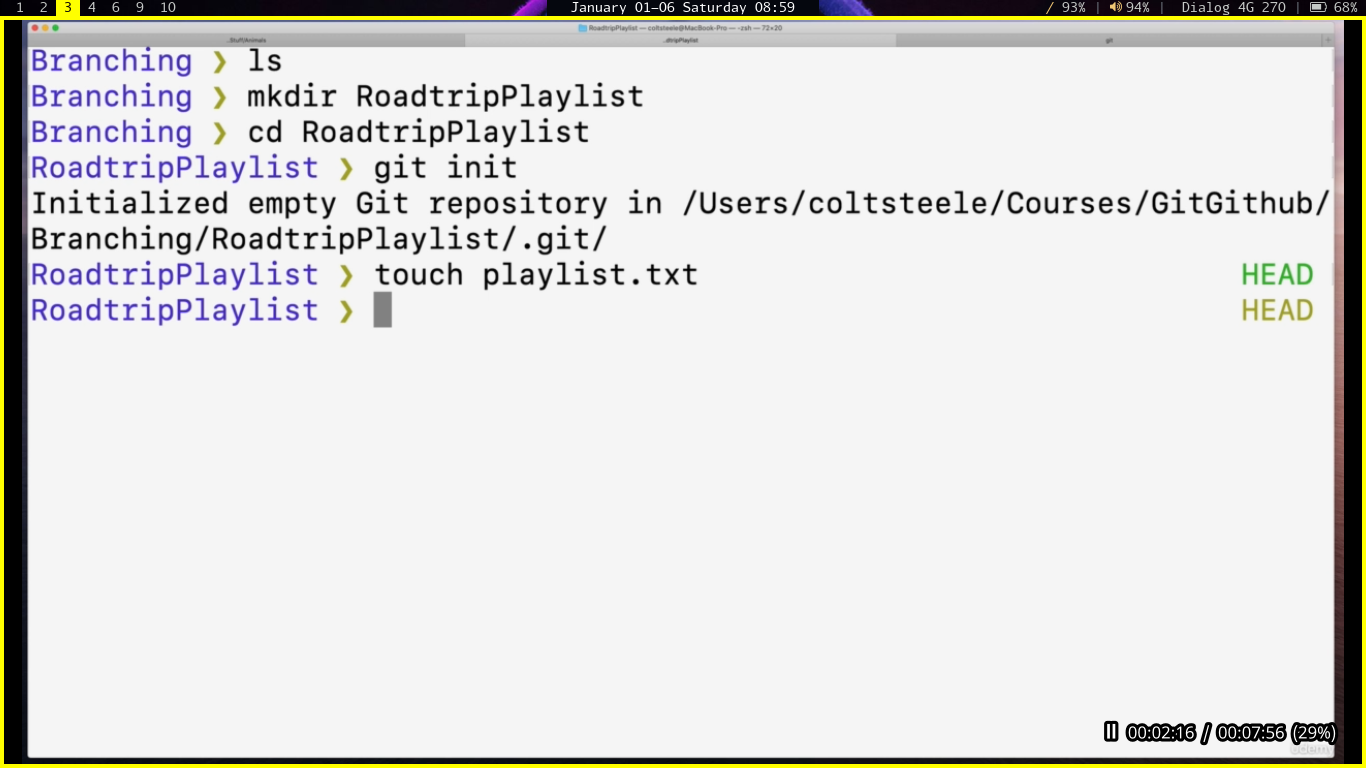 1 2 3 4 6 9 10 January 01-06 Saturday 08:59 / 93% | 94% | Dialog 4G 270 | 68%
RoadtripPlaylist — coltsteele@MacBook-Pro — -zsh — 72×20
..Stuff/Animals ..dtripPlaylist git +
Branching ❯ ls
Branching ❯ mkdir RoadtripPlaylist
Branching ❯ cd RoadtripPlaylist
RoadtripPlaylist ❯ git init
Initialized empty Git repository in /Users/coltsteele/Courses/GitGithub/
Branching/RoadtripPlaylist/.git/
RoadtripPlaylist ❯ touch playlist.txt HEAD
RoadtripPlaylist ❯ HEAD
00:02:16 / 00:07:56 (29%)
udemy